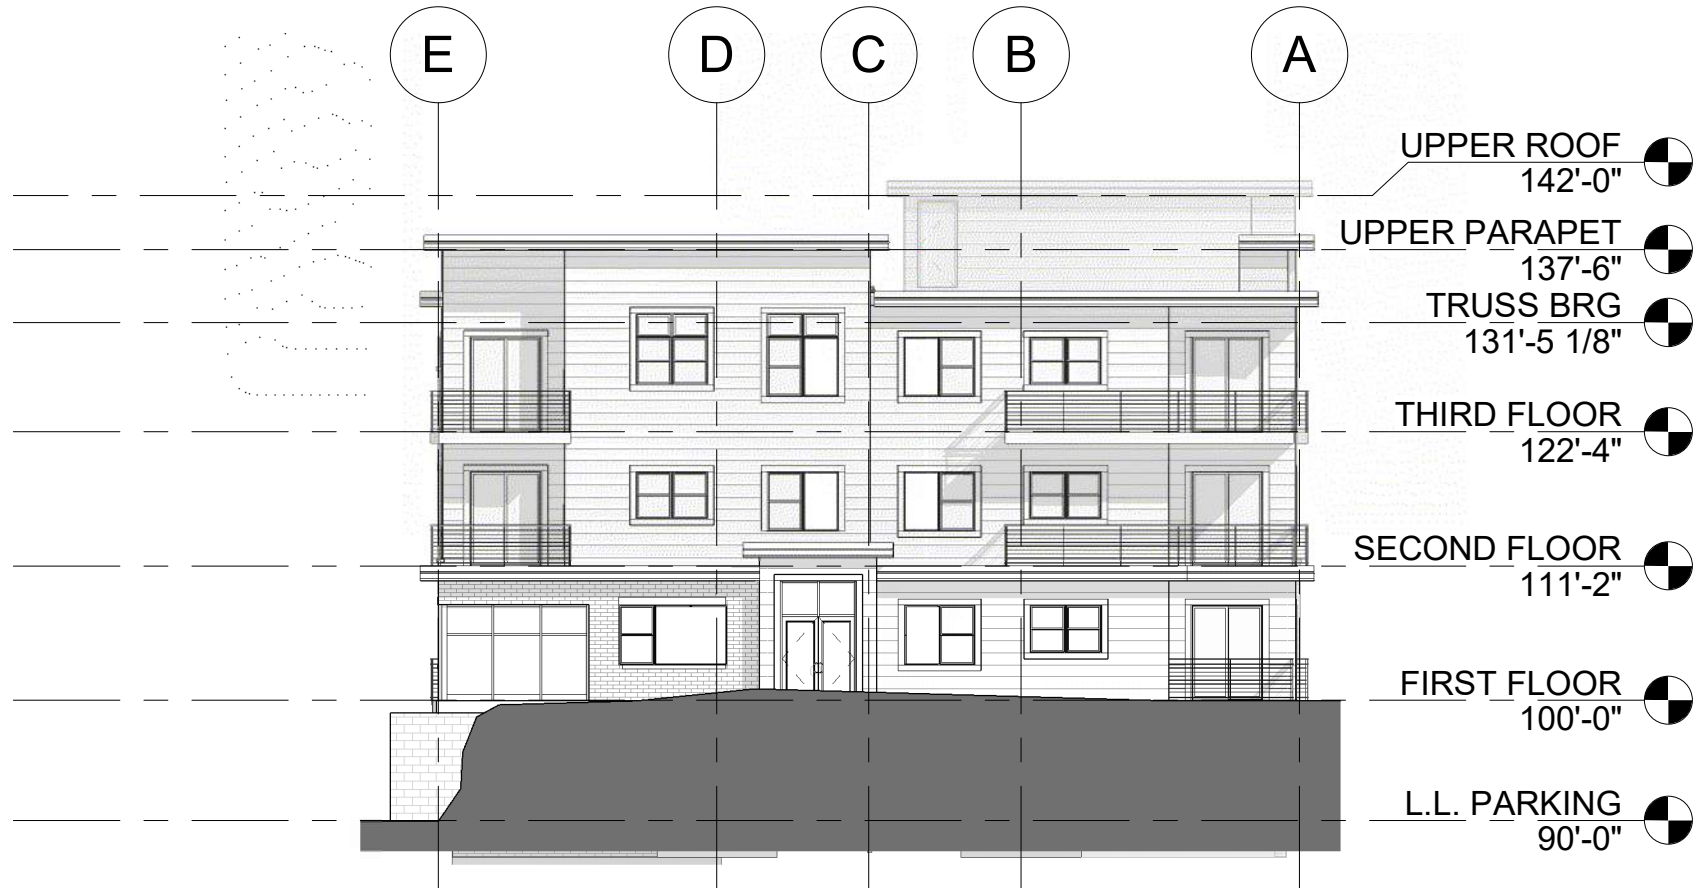 E D C B A
UPPER ROOF
142'-0"
UPPER PARAPET
137'-6"
TRUSS BRG
131'-5 1/8"
THIRD FLOOR
122'-4"
SECOND FLOOR
111'-2"
FIRST FLOOR
100'-0"
L.L. PARKING
90'-0"